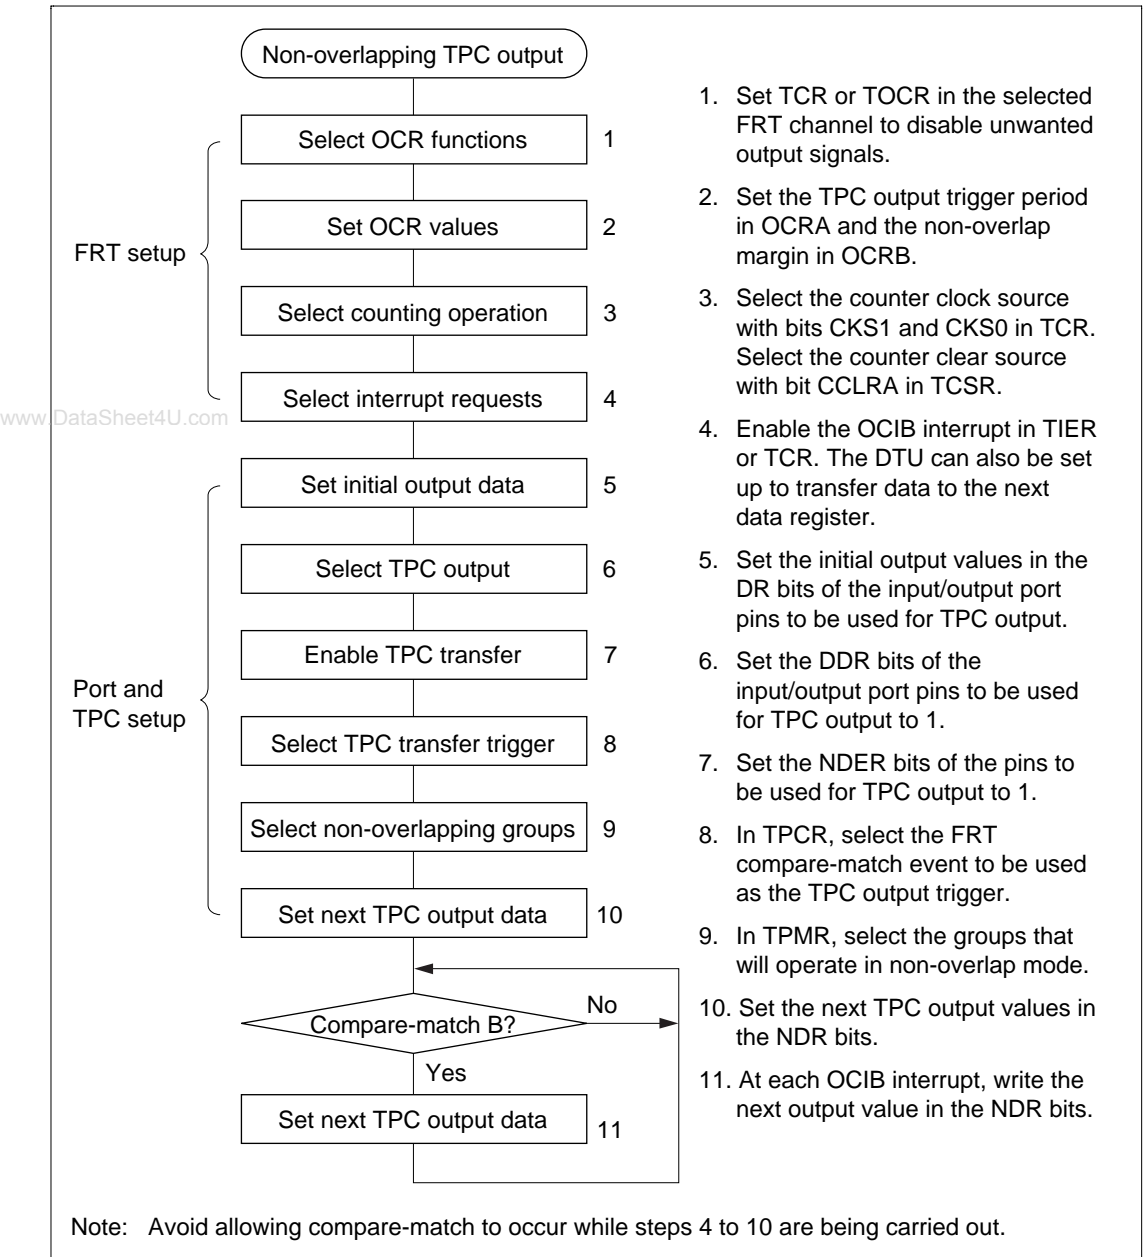 Non-overlapping TPC output
Select OCR functions
1
Set OCR values
2
FRT setup
Select counting operation
3
Select interrupt requests
4
www.DataSheet4U.com
Set initial output data
5
Select TPC output
6
Enable TPC transfer
7
Port and
TPC setup
Select TPC transfer trigger
8
Select non-overlapping groups
9
Set next TPC output data
10
Compare-match B?
No
Yes
Set next TPC output data
11
1. Set TCR or TOCR in the selected
FRT channel to disable unwanted
output signals.
2. Set the TPC output trigger period
in OCRA and the non-overlap
margin in OCRB.
3. Select the counter clock source
with bits CKS1 and CKS0 in TCR.
Select the counter clear source
with bit CCLRA in TCSR.
4. Enable the OCIB interrupt in TIER
or TCR. The DTU can also be set
up to transfer data to the next
data register.
5. Set the initial output values in the
DR bits of the input/output port
pins to be used for TPC output.
6. Set the DDR bits of the
input/output port pins to be used
for TPC output to 1.
7. Set the NDER bits of the pins to
be used for TPC output to 1.
8. In TPCR, select the FRT
compare-match event to be used
as the TPC output trigger.
9. In TPMR, select the groups that
will operate in non-overlap mode.
10. Set the next TPC output values in
the NDR bits.
11. At each OCIB interrupt, write the
next output value in the NDR bits.
Note: Avoid allowing compare-match to occur while steps 4 to 10 are being carried out.